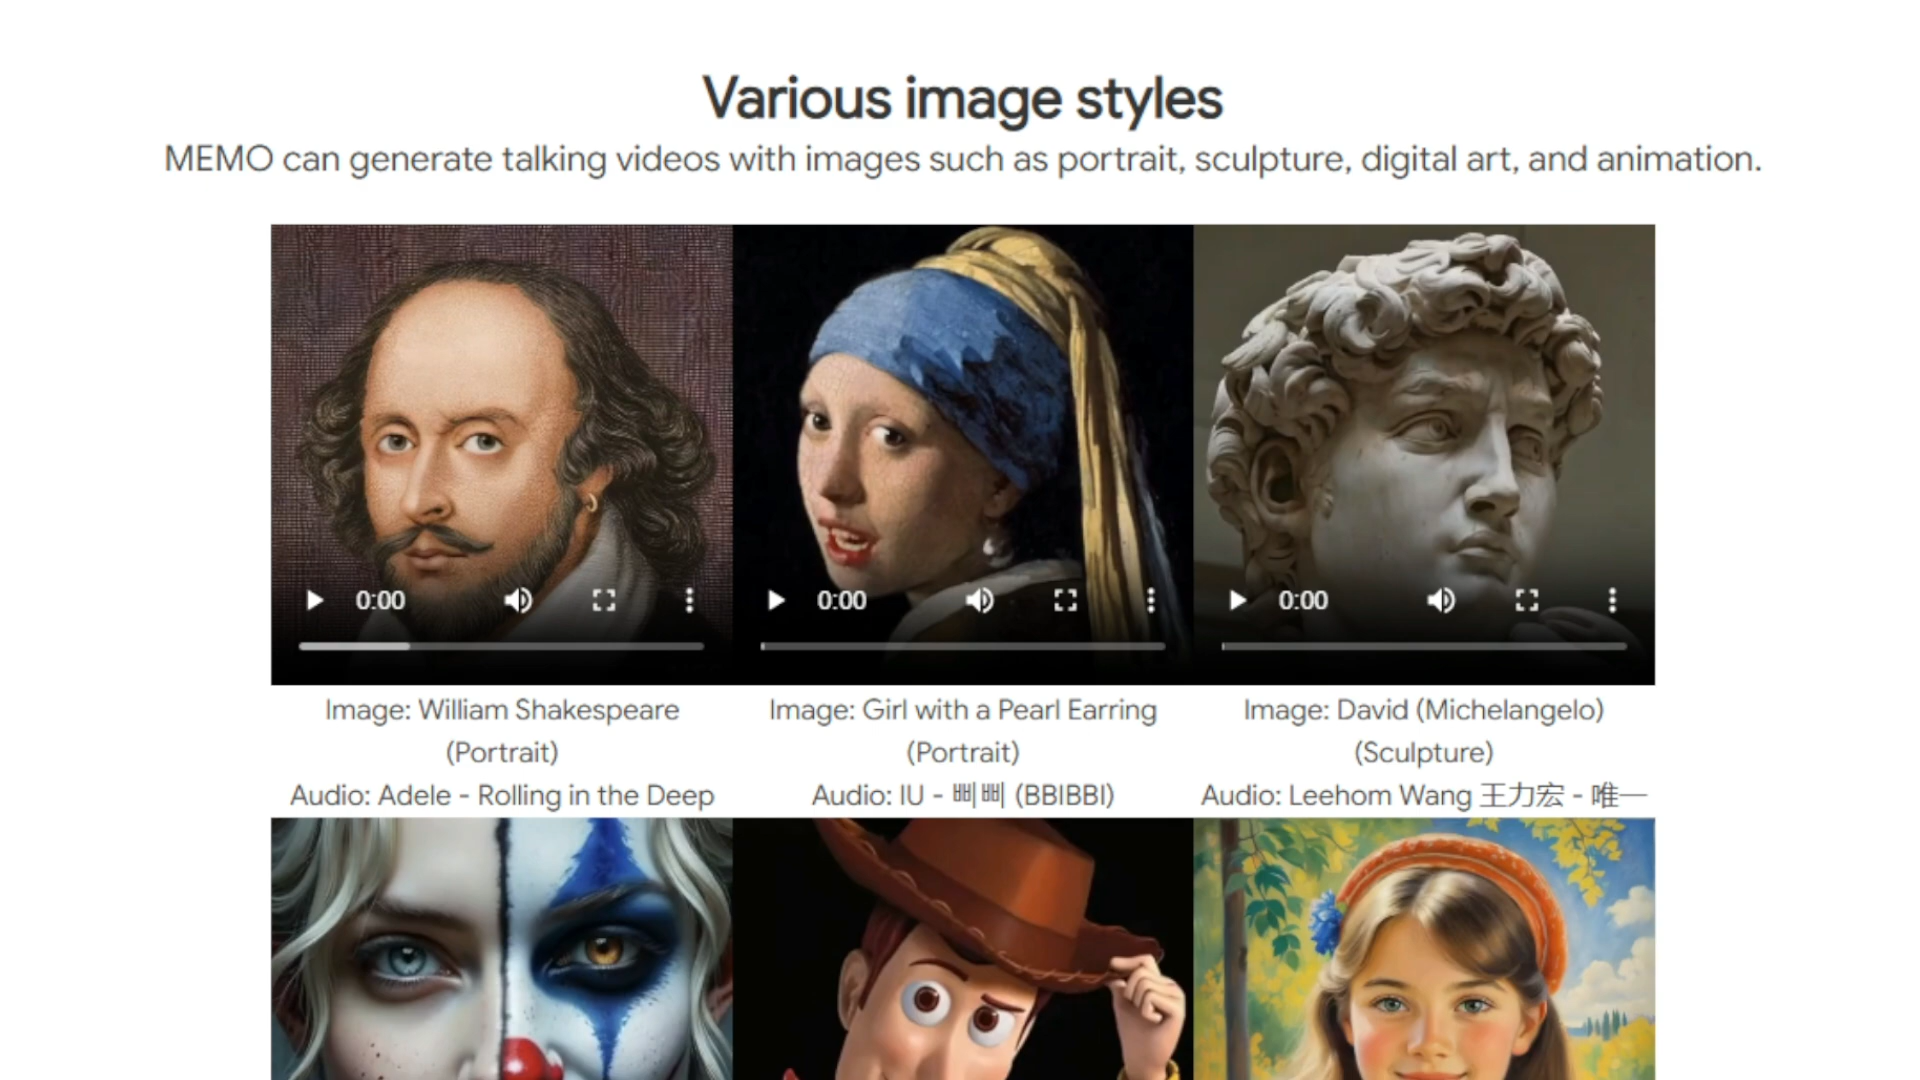 Various image styles
MEMO can generate talking videos with images such as portrait, sculpture, digital art, and animation.
0:00
0:00
0:00
Image: William Shakespeare
(Portrait)
Audio: Adele - Rolling in the Deep
Image: Girl with a Pearl Earring
(Portrait)
Audio: IU - 삐삐 (BBIBBI)
Image: David (Michelangelo)
(Sculpture)
Audio: Leehom Wang 王力宏 - 唯一